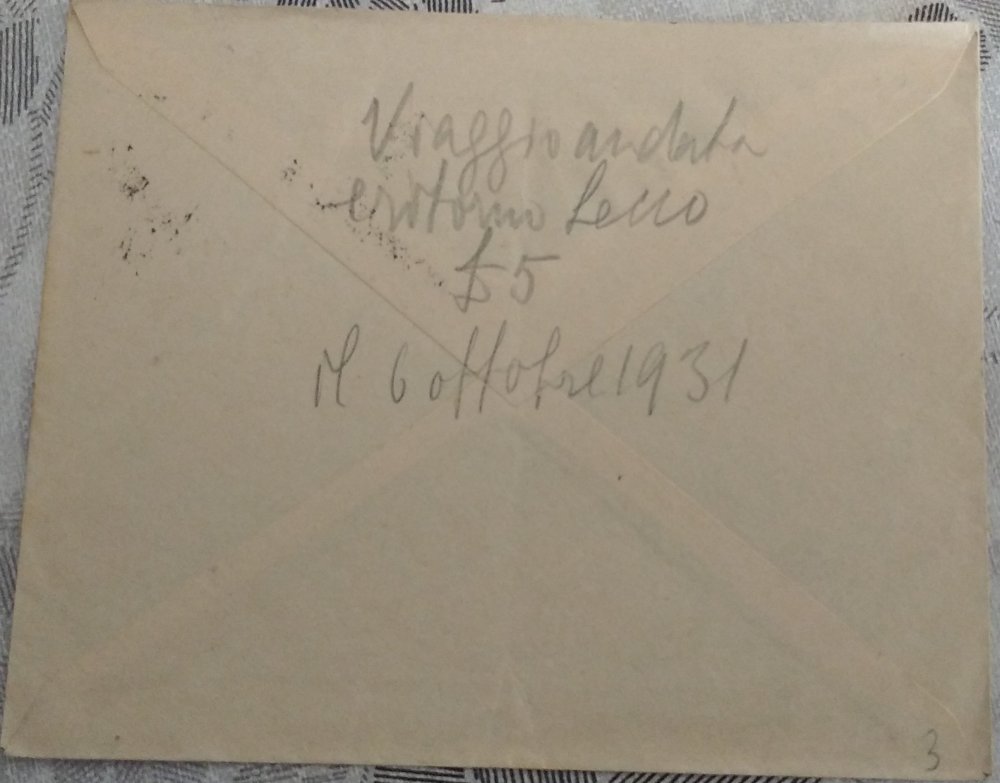 Viaggio andata
e ritorno Lecco
£ 5
il 6 ottobre 1931
3